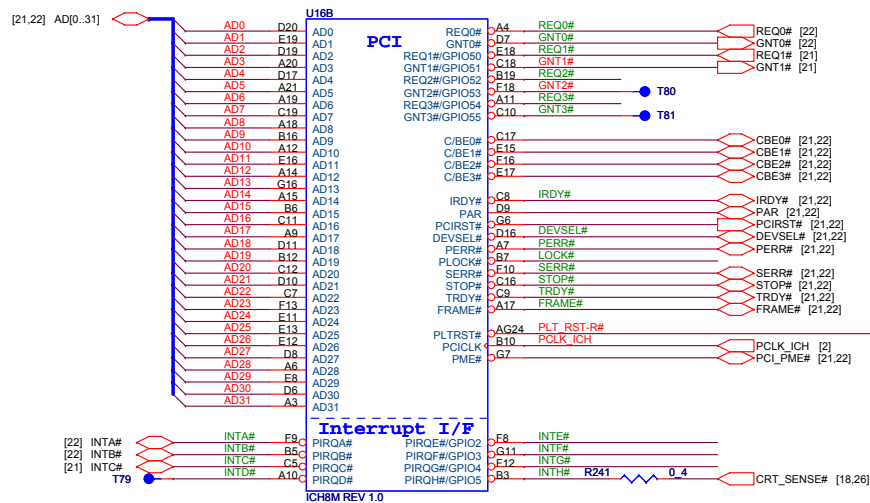 U16B
[21,22] AD[0..31]
PCI
AD0 D20 AD0 REQ0# A4 REQ0# REQ0# [22]
AD1 E19 AD1 GNT0# D7 GNT0# GNT0# [22]
AD2 D19 AD2 REQ1#/GPIO50 E18 REQ1# REQ1# [21]
AD3 A20 AD3 GNT1#/GPIO51 C18 GNT1# GNT1# [21]
AD4 D17 AD4 REQ2#/GPIO52 B19 REQ2#
AD5 A21 AD5 GNT2#/GPIO53 F18 GNT2# T80
AD6 A19 AD6 REQ3#/GPIO54 A11 REQ3#
AD7 C19 AD7 GNT3#/GPIO55 C10 GNT3# T81
AD8 A18 AD8
AD9 B16 AD9 C/BE0# C17 CBE0# [21,22]
AD10 A12 AD10 C/BE1# E15 CBE1# [21,22]
AD11 E16 AD11 C/BE2# F16 CBE2# [21,22]
AD12 A14 AD12 C/BE3# E17 CBE3# [21,22]
AD13 G16 AD13
AD14 A15 AD14 IRDY# C8 IRDY# IRDY# [21,22]
AD15 B6 AD15 PAR D9 PAR [21,22]
AD16 C11 AD16 PCIRST# G6 PCIRST# [21,22]
AD17 A9 AD17 DEVSEL# D16 DEVSEL# DEVSEL# [21,22]
AD18 D11 AD18 PERR# A7 PERR# PERR# [21,22]
AD19 B12 AD19 PLOCK# B7 LOCK#
AD20 C12 AD20 SERR# F10 SERR# SERR# [21,22]
AD21 D10 AD21 STOP# C16 STOP# STOP# [21,22]
AD22 C7 AD22 TRDY# C9 TRDY# TRDY# [21,22]
AD23 F13 AD23 FRAME# A17 FRAME# FRAME# [21,22]
AD24 E11 AD24
AD25 E13 AD25 PLTRST# AG24 PLT_RST-R#
AD26 E12 AD26 PCICLK B10 PCLK_ICH PCLK_ICH [2]
AD27 D8 AD27 PME# G7 PCI_PME# [21,22]
AD28 A6 AD28
AD29 E8 AD29
AD30 D6 AD30
AD31 A3 AD31
Interrupt I/F
[22] INTA# INTA# F9 PIRQA# PIRQE#/GPIO2 F8 INTE#
[22] INTB# INTB# B5 PIRQB# PIRQF#/GPIO3 G11 INTF#
[21] INTC# INTC# C5 PIRQC# PIRQG#/GPIO4 F12 INTG#
T79 INTD# A10 PIRQD# PIRQH#/GPIO5 B3 INTH# R241 0_4 CRT_SENSE# [18,26]
ICH8M REV 1.0